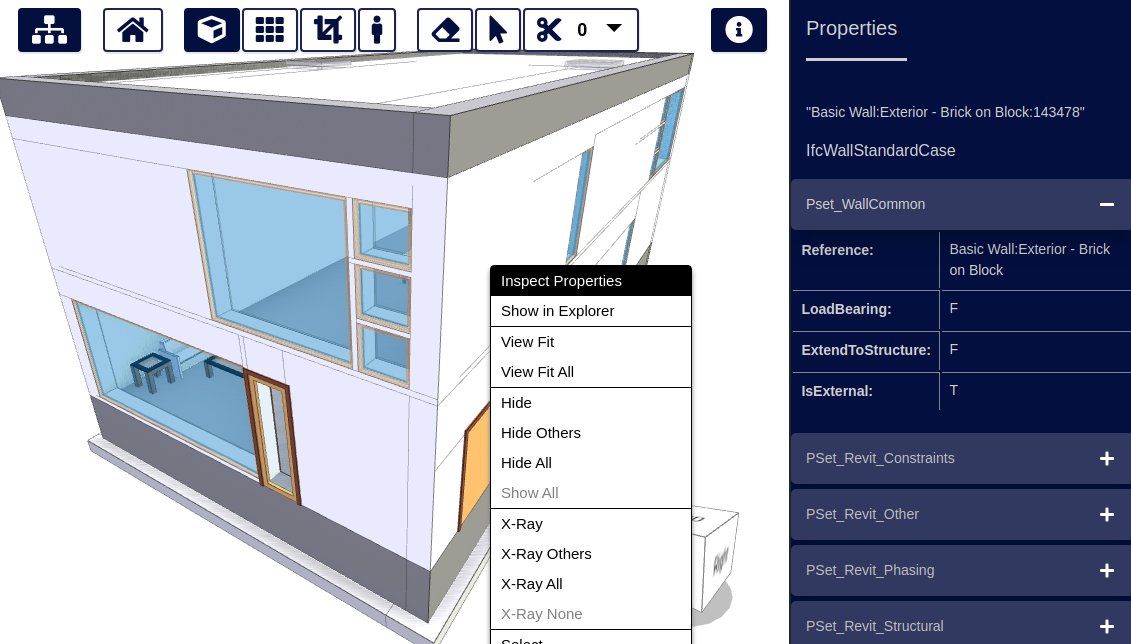 0
Properties
"Basic Wall:Exterior - Brick on Block:143478"
IfcWallStandardCase
Pset_WallCommon
Reference:
Basic Wall:Exterior - Brick
on Block
LoadBearing:
F
ExtendToStructure:
F
IsExternal:
T
PSet_Revit_Constraints
PSet_Revit_Other
PSet_Revit_Phasing
PSet_Revit_Structural
Inspect Properties
Show in Explorer
View Fit
View Fit All
Hide
Hide Others
Hide All
Show All
X-Ray
X-Ray Others
X-Ray All
X-Ray None
Select
Right